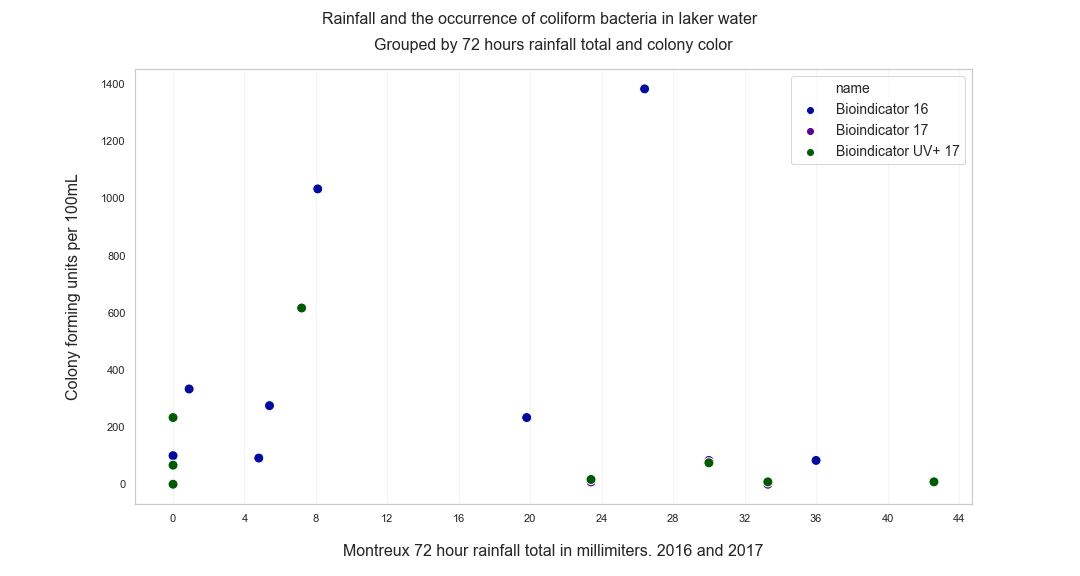 Rainfall and the occurrence of coliform bacteria in laker water
Grouped by 72 hours rainfall total and colony color
name
Bioindicator 16
Bioindicator 17
Bioindicator UV+ 17
Colony forming units per 100mL
1400
1200
1000
800
600
400
200
0
0 4 8 12 16 20 24 28 32 36 40 44
Montreux 72 hour rainfall total in millimiters. 2016 and 2017